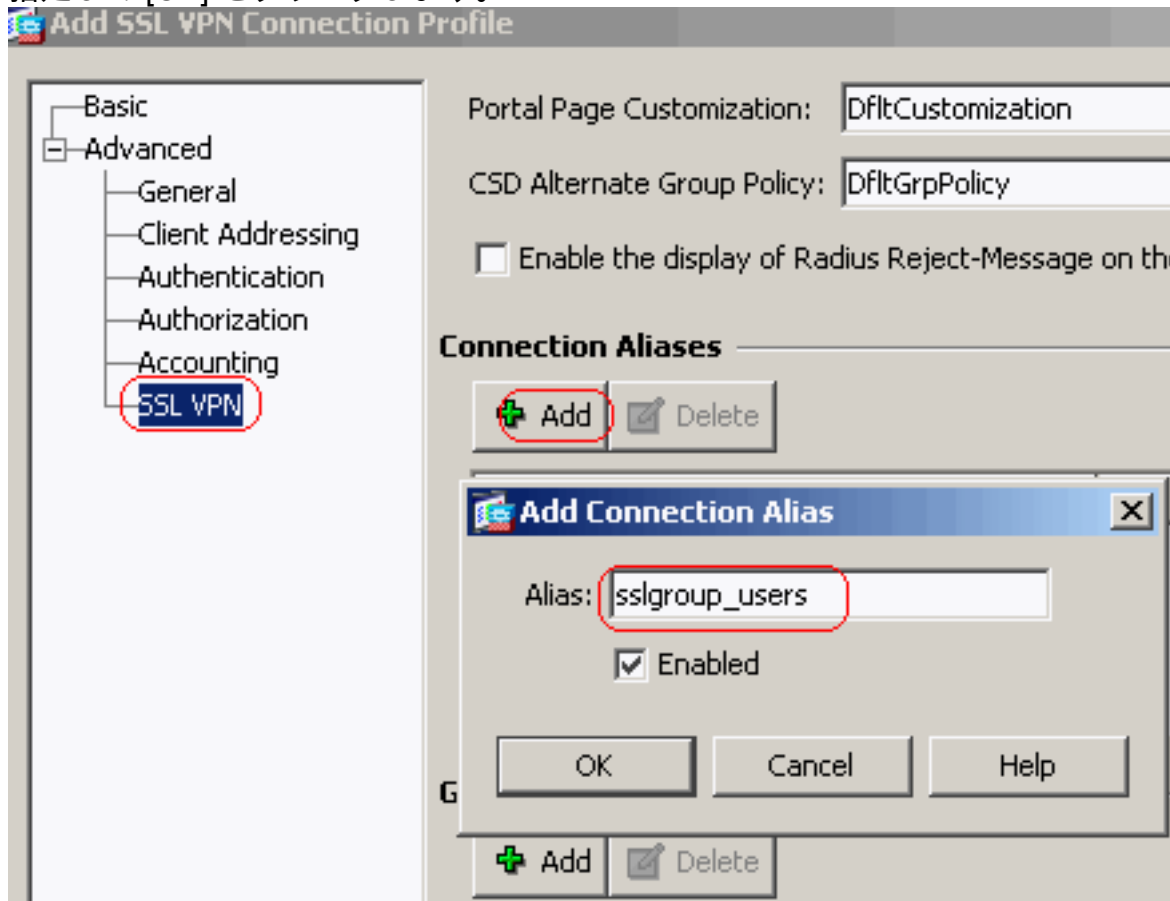 Add SSL VPN Connection Profile
Basic
Advanced
General
Client Addressing
Authentication
Authorization
Accounting
SSL VPN
Portal Page Customization: DfltCustomization
CSD Alternate Group Policy: DfltGrpPolicy
Enable the display of Radius Reject-Message on
Connection Aliases
Add Delete
Add Connection Alias
Alias: sslgroup_users
Enabled
OK Cancel Help
G
Add Delete